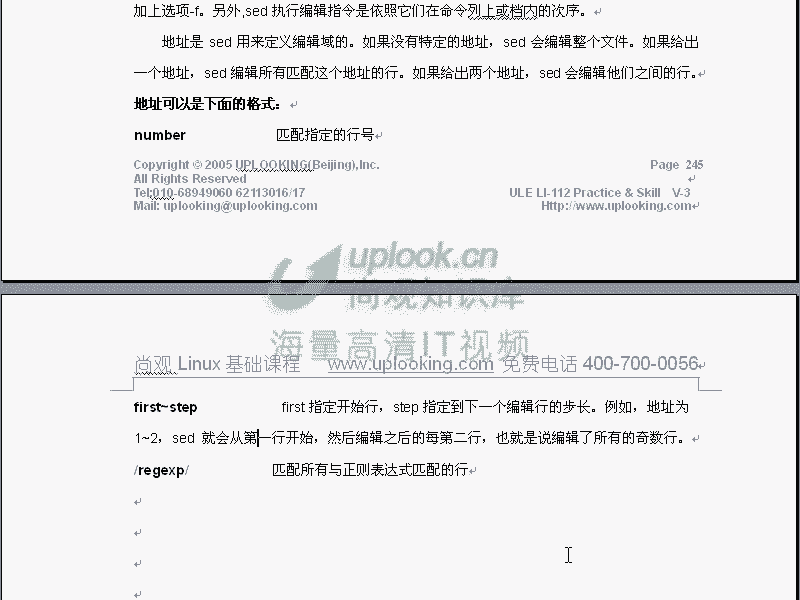 加上选项-f。另外,sed 执行编辑指令是依照它们在命令列上或档内的次序。
地址是 sed 用来定义编辑域的。如果没有特定的地址，sed 会编辑整个文件。如果给出
一个地址，sed 编辑所有匹配这个地址的行。如果给出两个地址，sed 会编辑他们之间的行。
地址可以是下面的格式：
number 匹配指定的行号
Copyright © 2005 UPLOOKING(Beijing),Inc. Page 245
All Rights Reserved
Tel;010-68949060 62113016/17 ULE LI-112 Practice & Skill V-3
Mail: uplooking@uplooking.com Http://www.uplooking.com
uplook.cn
尚观知识库
海量高清IT视频
尚观 Linux 基础课程 www.uplooking.com 免费电话 400-700-0056
first~step first 指定开始行，step 指定到下一个编辑行的步长。例如，地址为
1~2，sed 就会从第一行开始，然后编辑之后的每第二行，也就是说编辑了所有的奇数行。
/regexp/ 匹配所有与正则表达式匹配的行